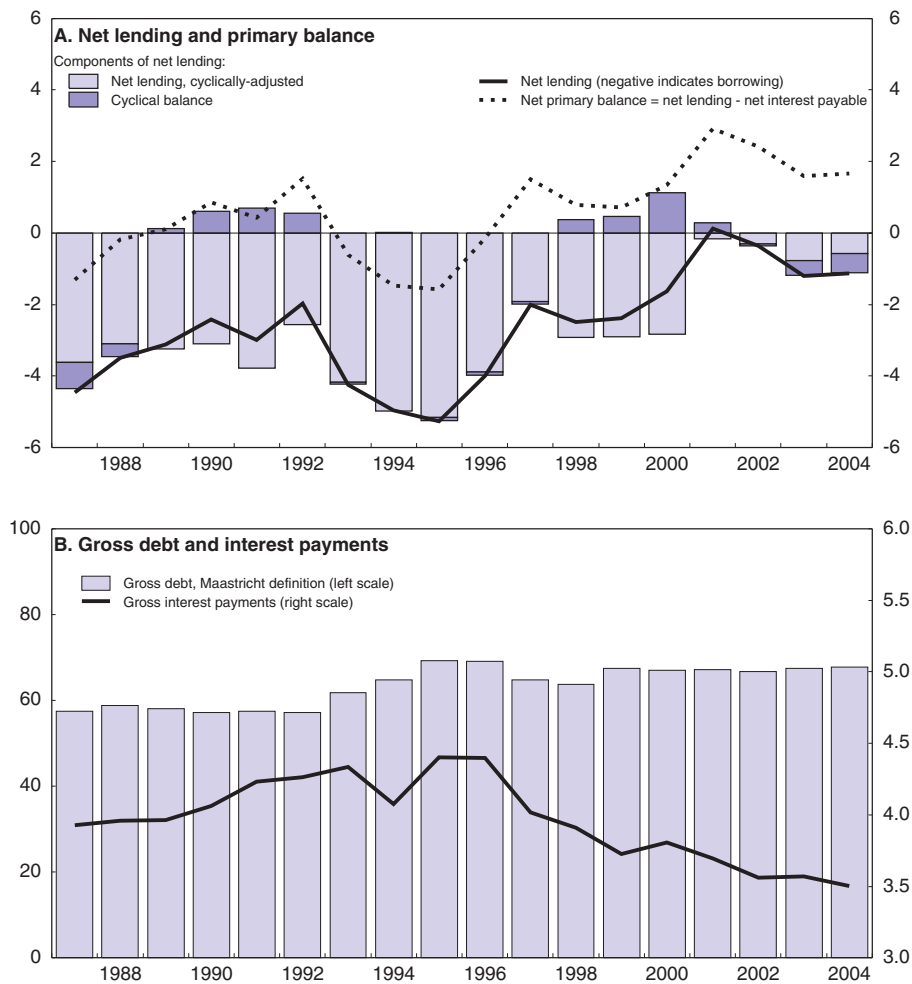 A. Net lending and primary balance
Components of net lending:
Net lending, cyclically-adjusted
Cyclical balance
Net lending (negative indicates borrowing)
Net primary balance = net lending - net interest payable
6 6
4 4
2 2
0 0
-2 -2
-4 -4
-6 -6
1988 1990 1992 1994 1996 1998 2000 2002 2004
B. Gross debt and interest payments
Gross debt, Maastricht definition (left scale)
Gross interest payments (right scale)
100 6.0
5.5
80
5.0
60
4.5
40
4.0
20
3.5
0 3.0
1988 1990 1992 1994 1996 1998 2000 2002 2004